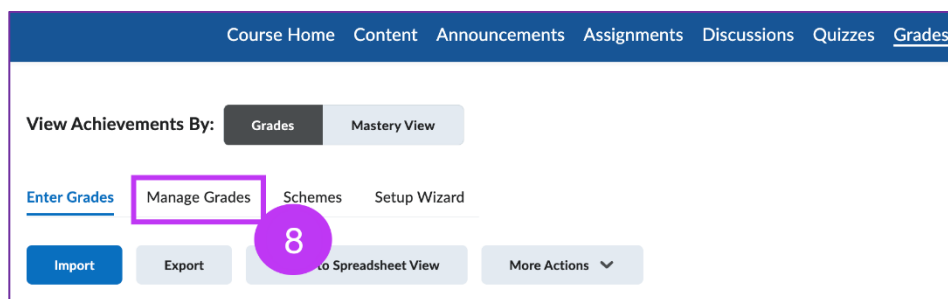 Course Home Content Announcements Assignments Discussions Quizzes Grades
View Achievements By: Grades Mastery View
Enter Grades Manage Grades Schemes Setup Wizard
8
Import Export to Spreadsheet View More Actions